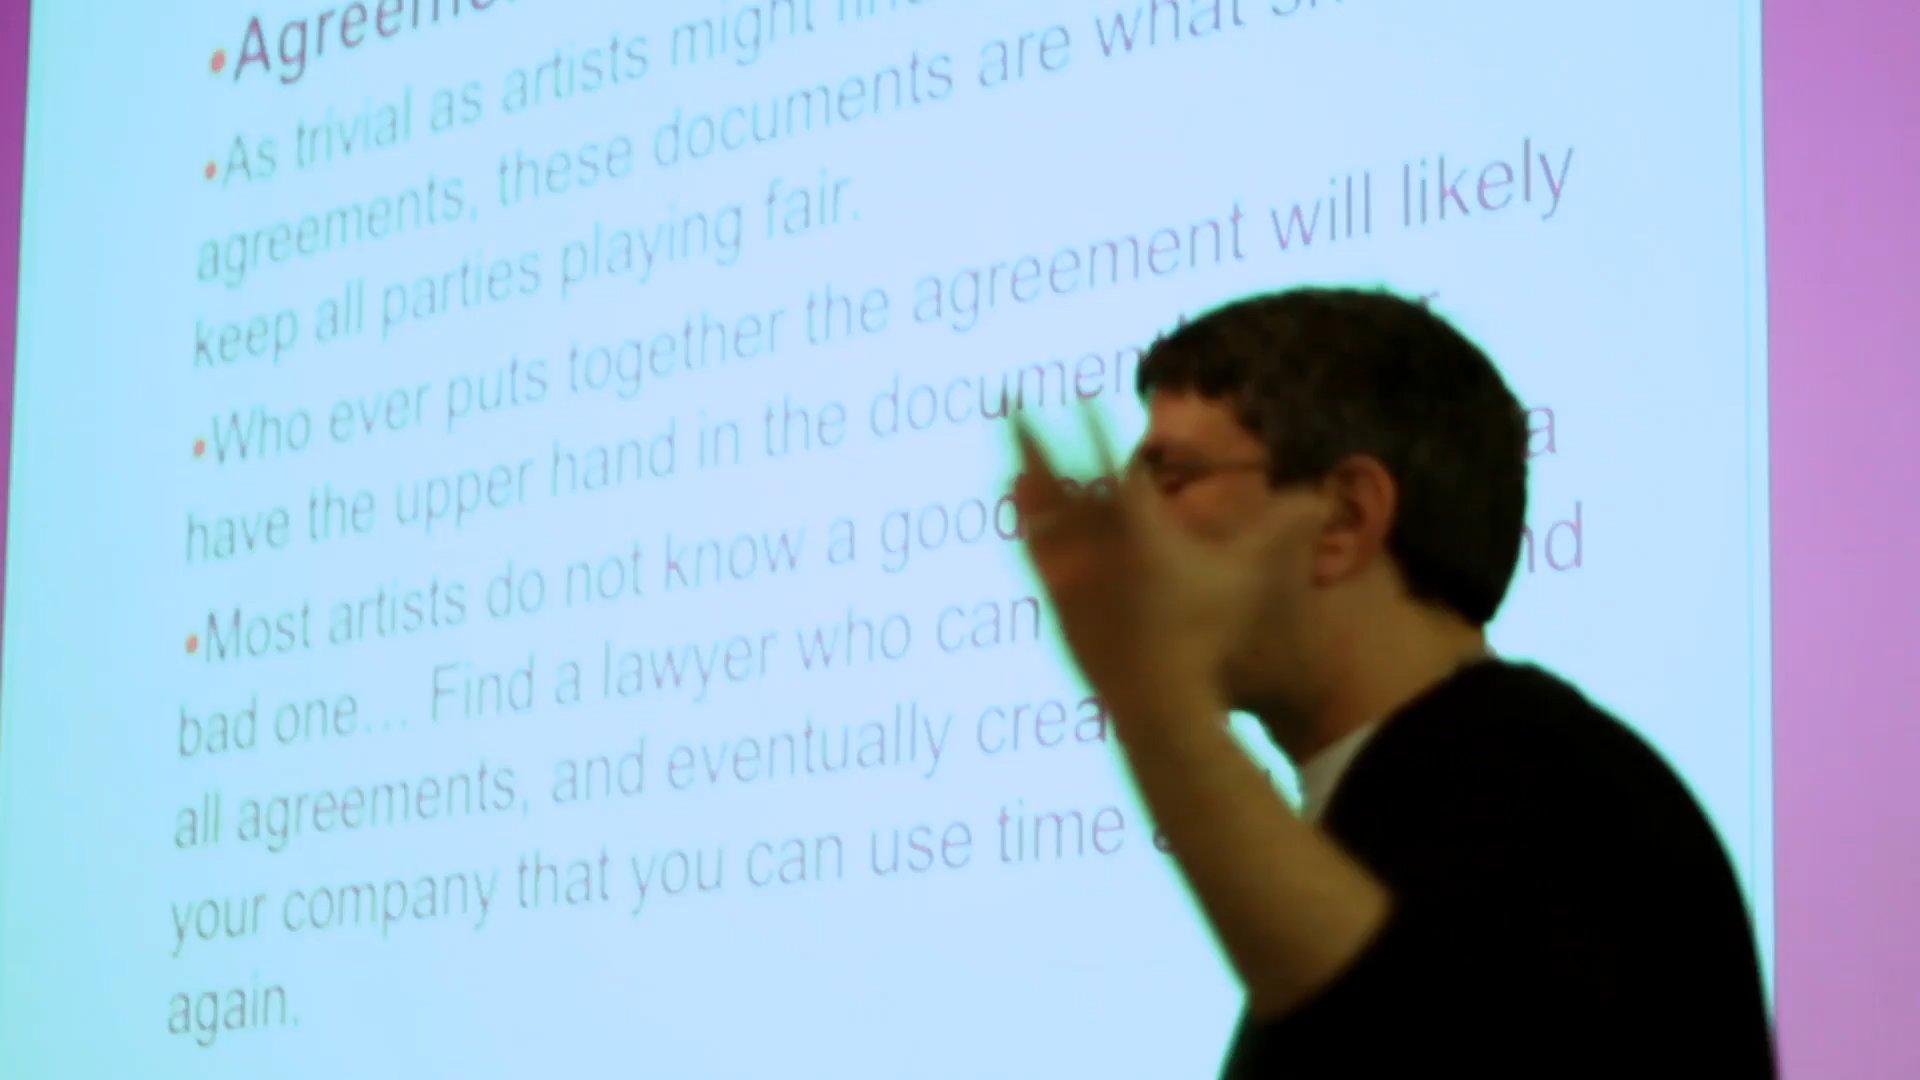 •Agreeme
•As trivial as artists might
agreements, these documents are what
keep all parties playing fair.
•Who ever puts together the agreement will likely
have the upper hand in the documen
•Most artists do not know a good a
bad one... Find a lawyer who can
all agreements, and eventually crea
your company that you can use time
again.